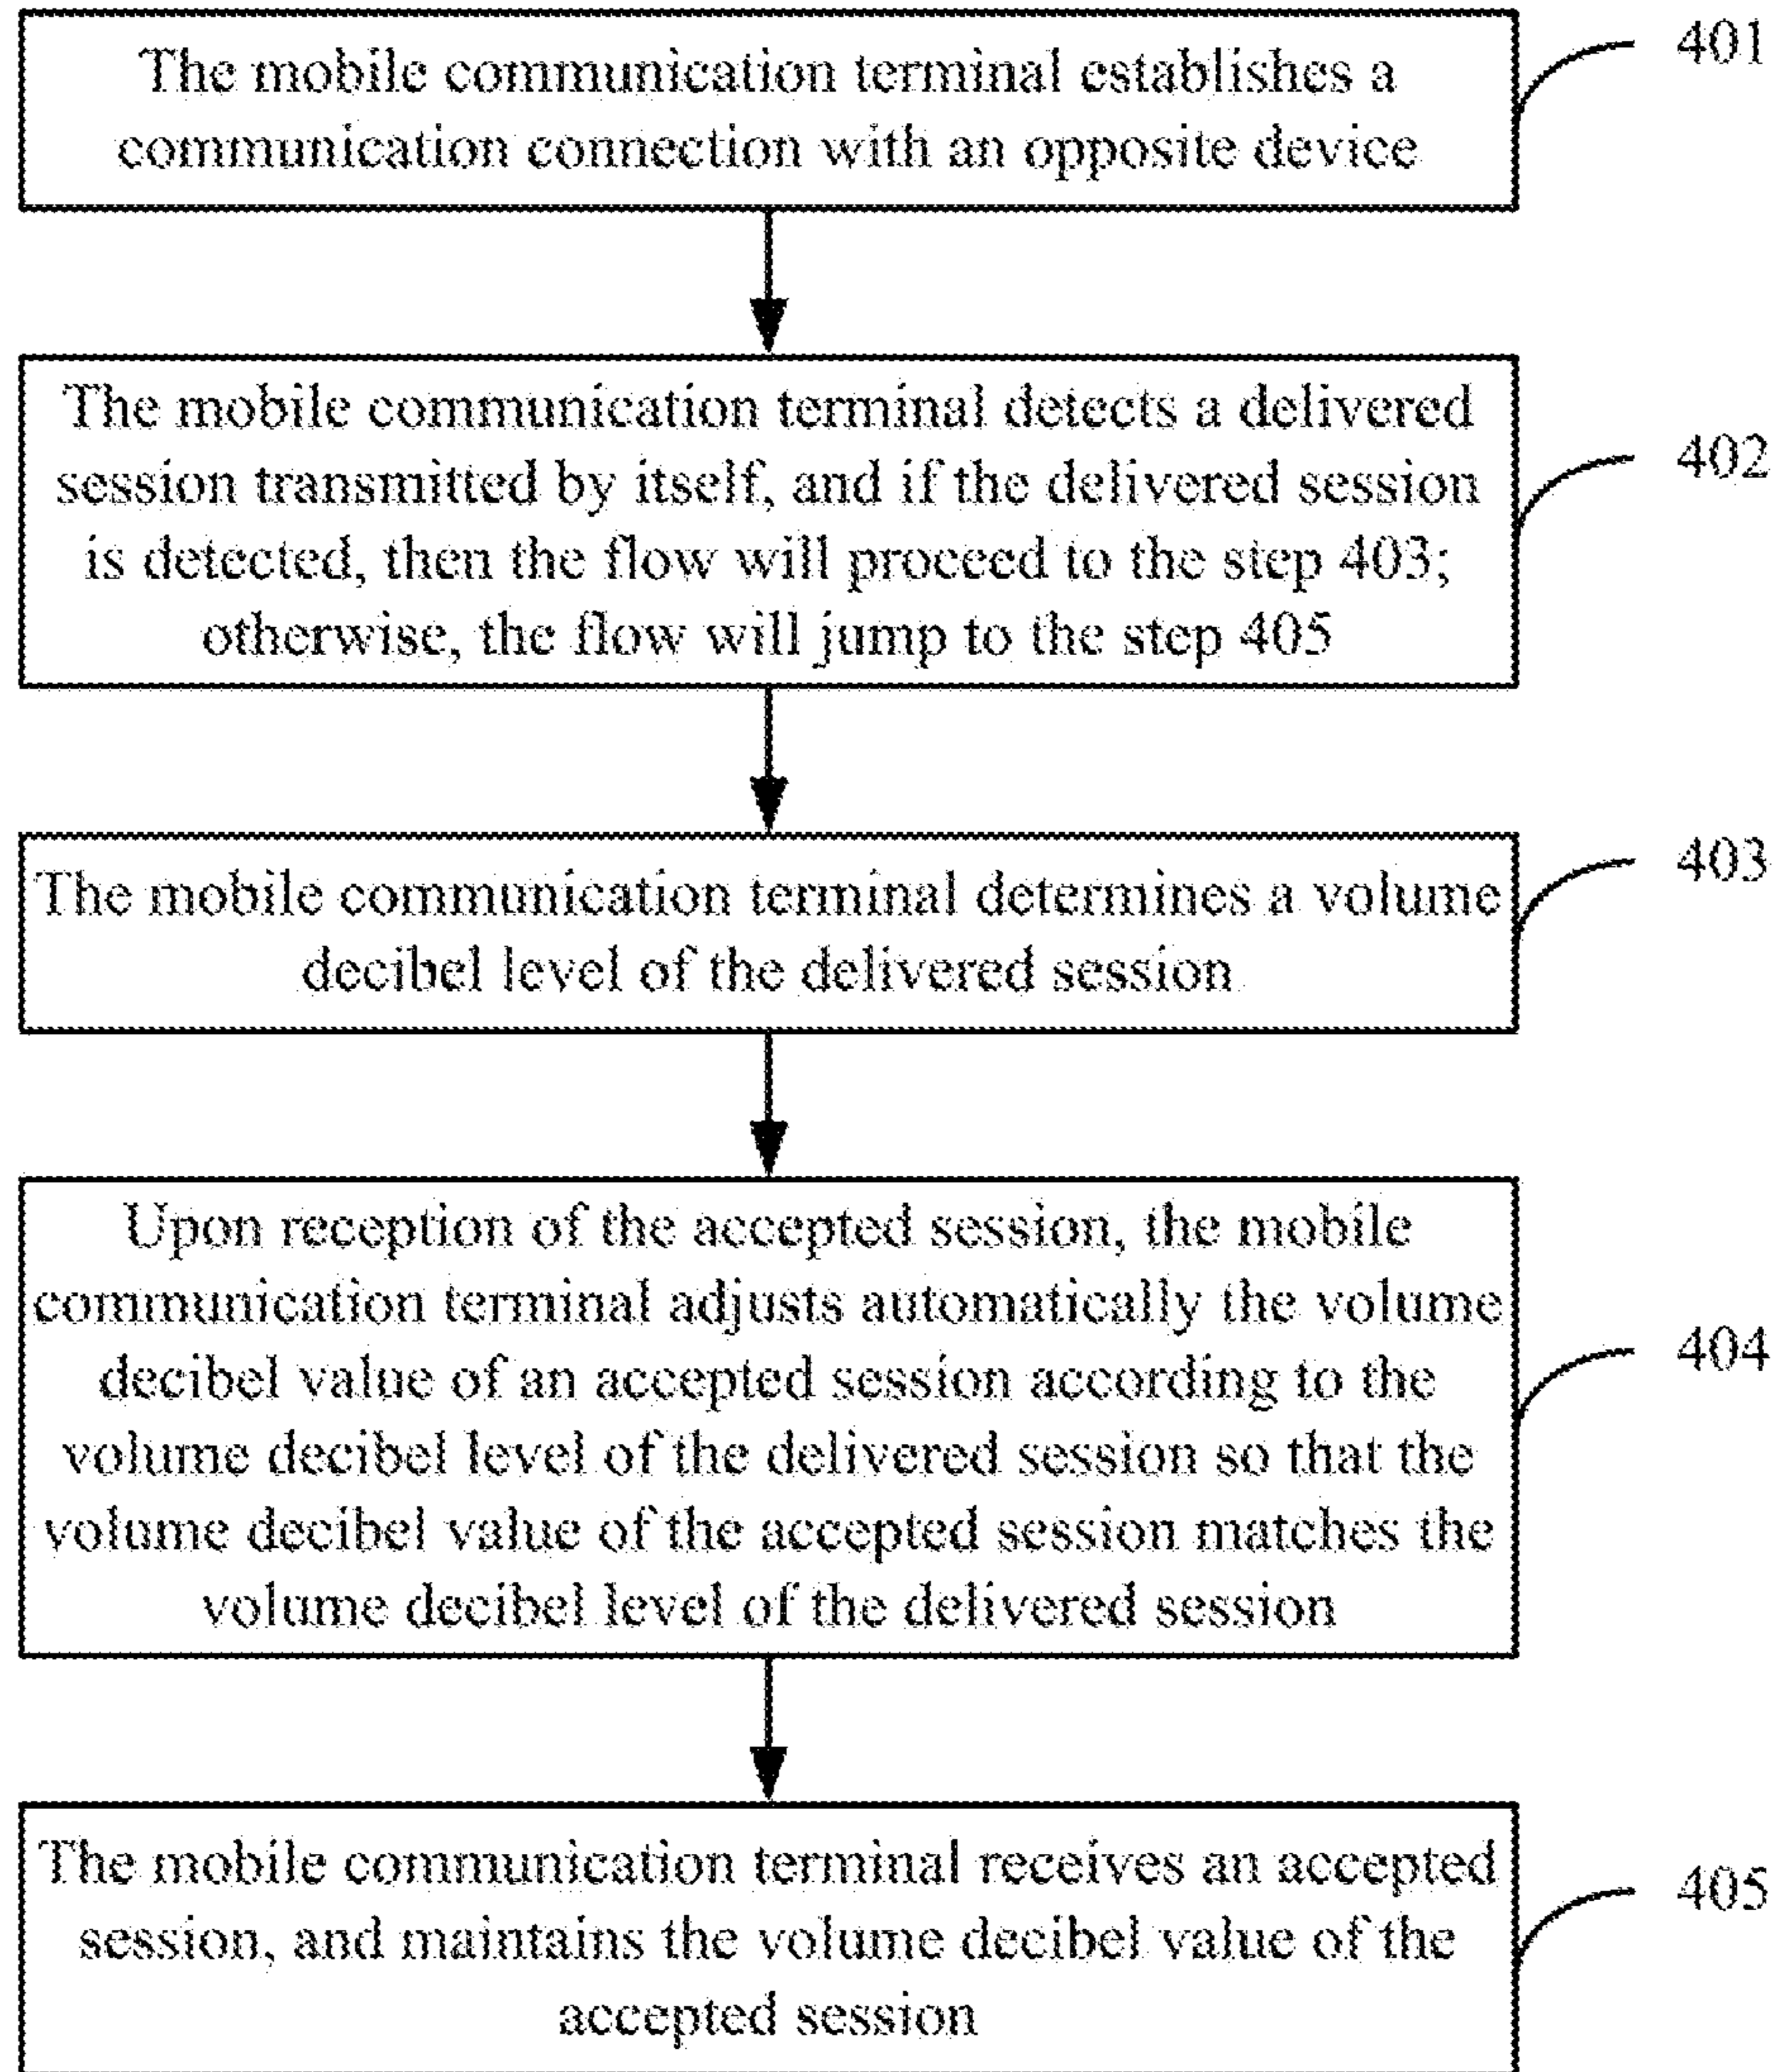 The mobile communication terminal establishes a
communication connection with an opposite device
401
The mobile communication terminal detects a delivered
session transmitted by itself, and if the delivered session
is detected, then the flow will proceed to the step 403;
otherwise, the flow will jump to the step 405
402
The mobile communication terminal determines a volume
decibel level of the delivered session
403
Upon reception of the accepted session, the mobile
communication terminal adjusts automatically the volume
decibel value of an accepted session according to the
volume decibel level of the delivered session so that the
volume decibel value of the accepted session matches the
volume decibel level of the delivered session
404
The mobile communication terminal receives an accepted
session, and maintains the volume decibel value of the
accepted session
405